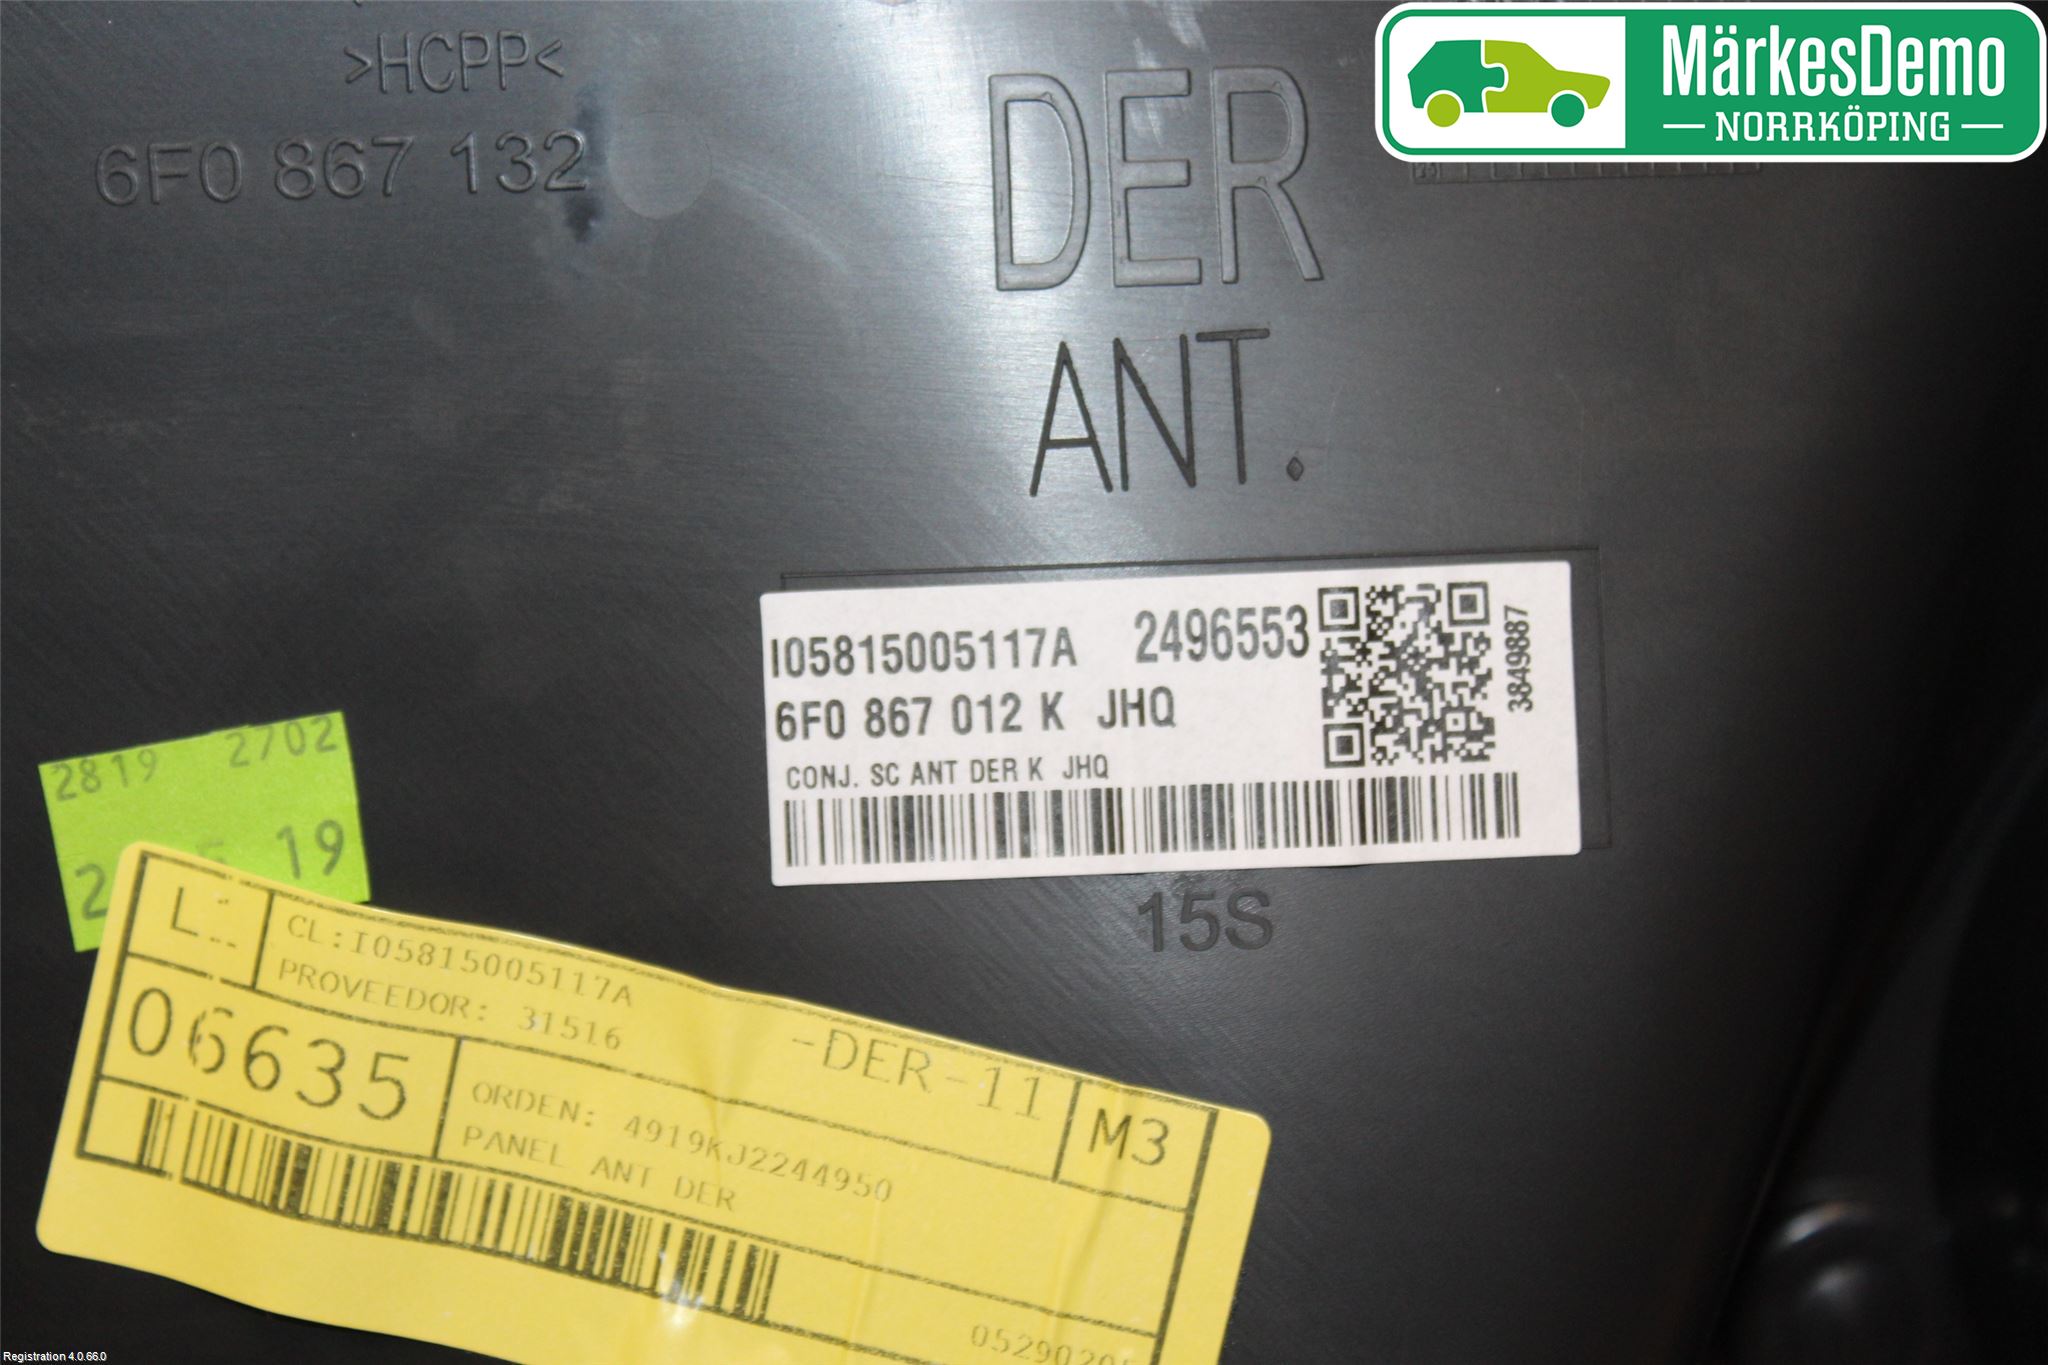 >HCPP<
6F0 867 132
DER
ANT.
MärkesDemo
NORRKÖPING
I05815005117A 2496553
6F0 867 012 K JHQ
CONJ. SC ANT DER K JHQ
3849887
15S
2819 2702
19
CL:I05815005117A
PROVEEDOR: 31516
-DER-11
06635
ORDEN: 4919KJ2244950
PANEL ANT DER
M3
Registration 4.0.66.0